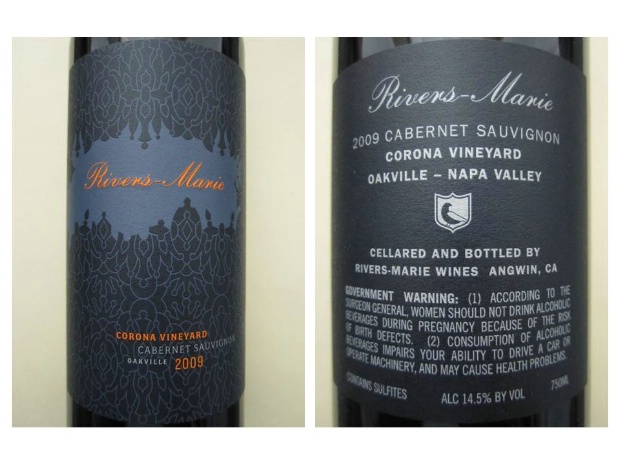 Rivers-Marie
CORONA VINEYARD
CABERNET SAUVIGNON
OAKVILLE 2009
Rivers-Marie
2009 CABERNET SAUVIGNON
CORONA VINEYARD
OAKVILLE – NAPA VALLEY
CELLARED AND BOTTLED BY
RIVERS-MARIE WINES ANGWIN, CA
GOVERNMENT WARNING: (1) ACCORDING TO THE
SURGEON GENERAL, WOMEN SHOULD NOT DRINK ALCOHOLIC
BEVERAGES DURING PREGNANCY BECAUSE OF THE RISK
OF BIRTH DEFECTS. (2) CONSUMPTION OF ALCOHOLIC
BEVERAGES IMPAIRS YOUR ABILITY TO DRIVE A CAR OR
OPERATE MACHINERY, AND MAY CAUSE HEALTH PROBLEMS.
CONTAINS SULFITES ALC 14.5% BY VOL 750ML